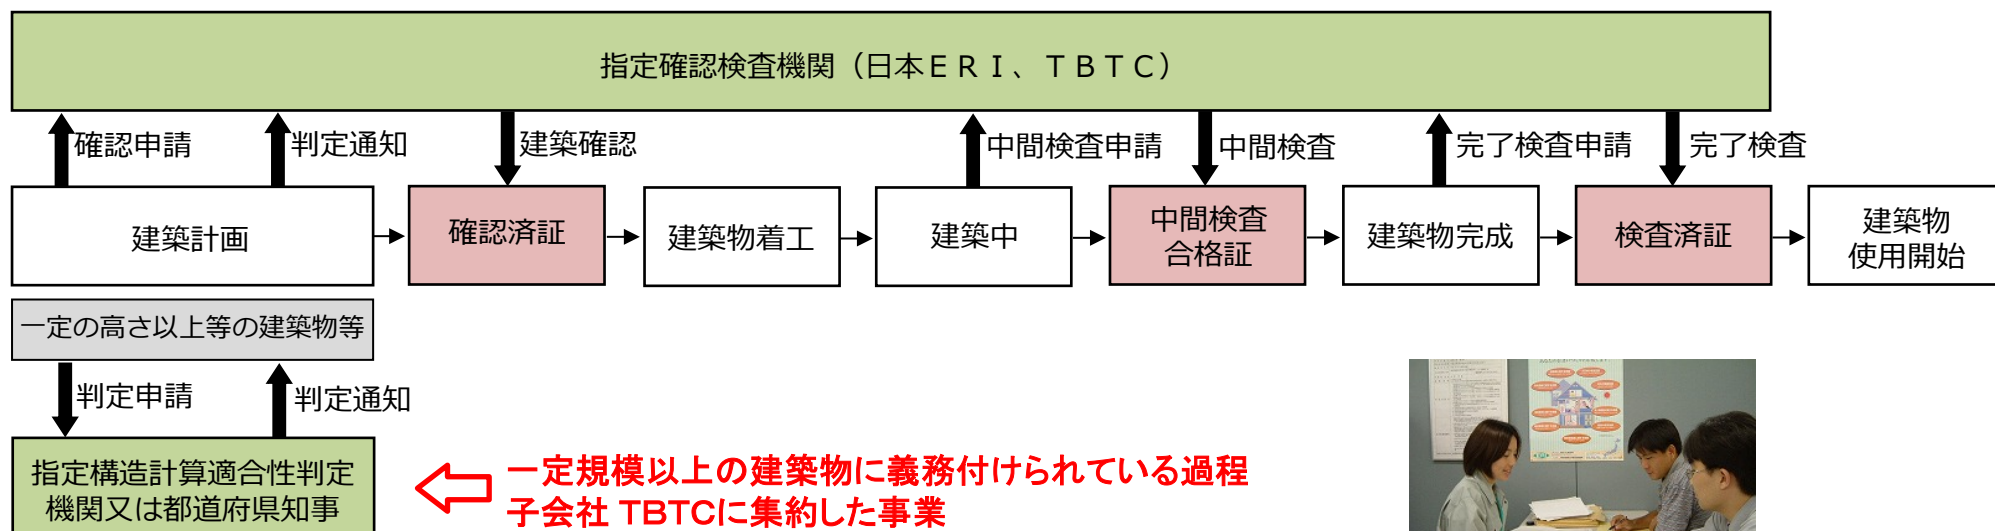 指定確認検査機関（日本ＥＲＩ、ＴＢＴＣ）
確認申請
判定通知
建築確認
中間検査申請
中間検査
完了検査申請
完了検査
建築計画
確認済証
建築物着工
建築中
中間検査
合格証
建築物完成
検査済証
建築物
使用開始
一定の高さ以上等の建築物等
判定申請
判定通知
指定構造計算適合性判定
機関又は都道府県知事
一定規模以上の建築物に義務付けられている過程
子会社 TBTCに集約した事業